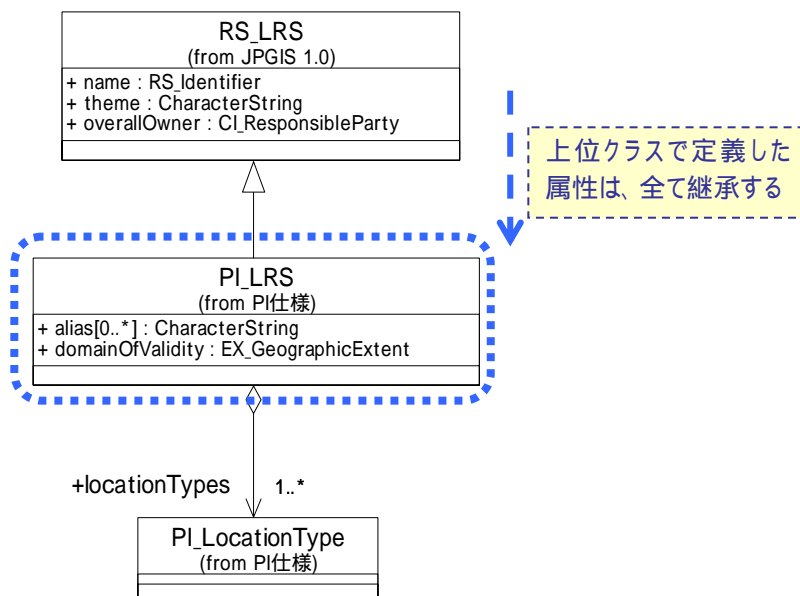 RS_LRS
(from JPGIS 1.0)
+ name : RS_Identifier
+ theme : CharacterString
+ overallOwner : CI_ResponsibleParty
上位クラスで定義した
属性は、全て継承する
PI_LRS
(from PI仕様)
+ alias[0..*] : CharacterString
+ domainOfValidity : EX_GeographicExtent
+locationTypes 1..*
PI_LocationType
(from PI仕様)